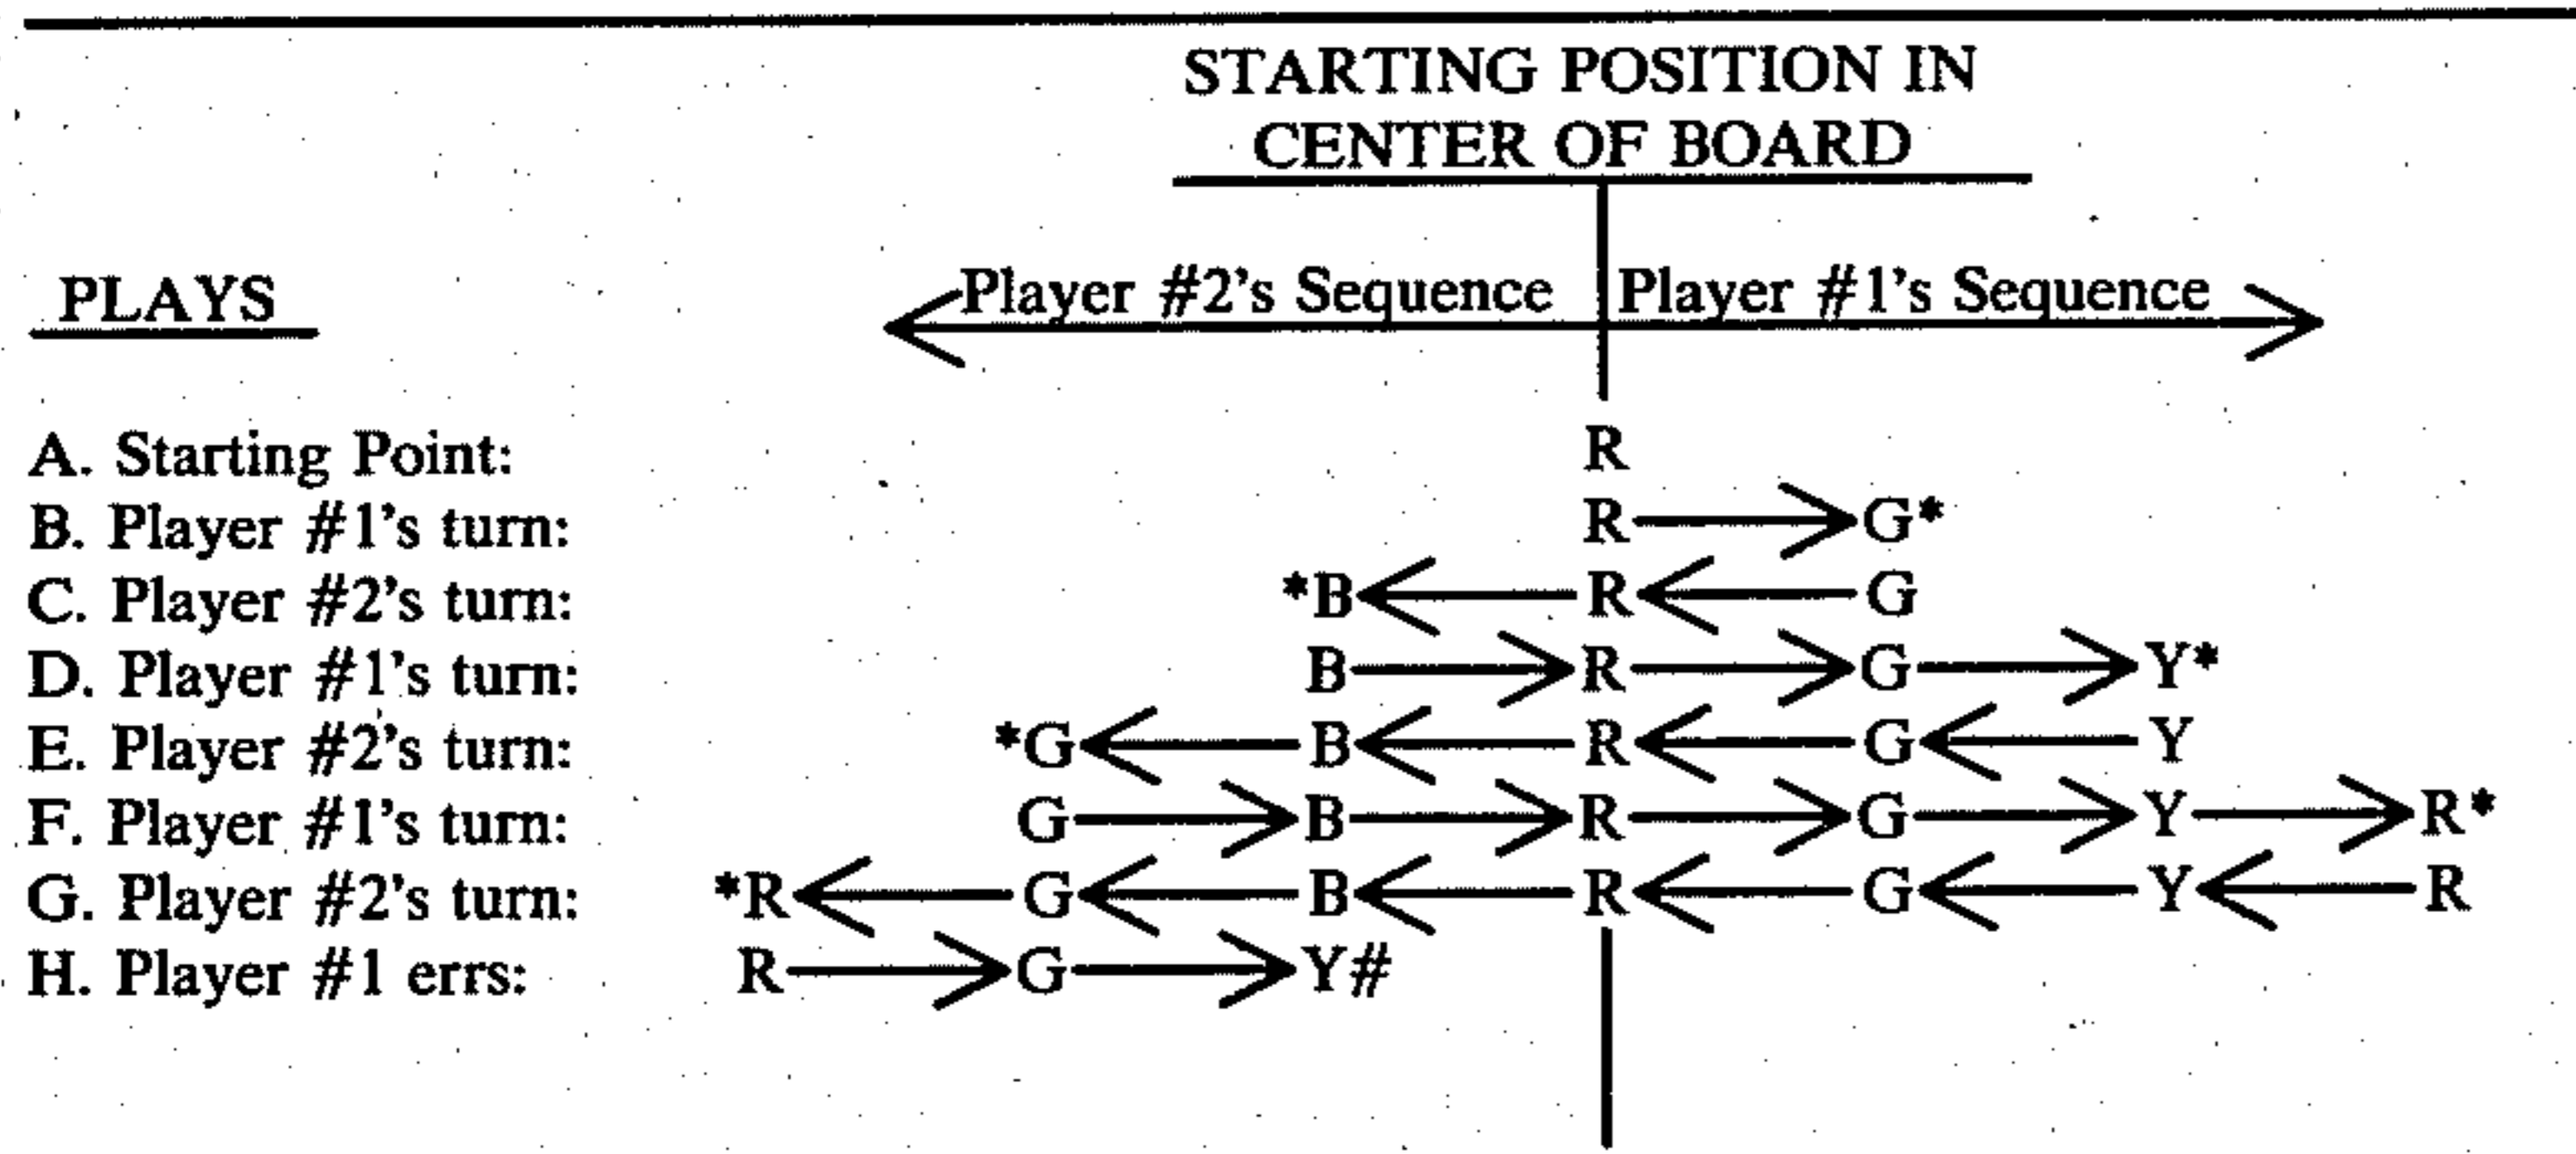 STARTING POSITION IN
CENTER OF BOARD
PLAYS
Player #2's Sequence Player #1's Sequence
A. Starting Point: R
B. Player #1's turn: R G*
C. Player #2's turn: *B R G
D. Player #1's turn: B R G Y*
E. Player #2's turn: *G B R G Y
F. Player #1's turn: G B R G Y R*
G. Player #2's turn: *R G B R G Y R
H. Player #1 errs: R G Y#